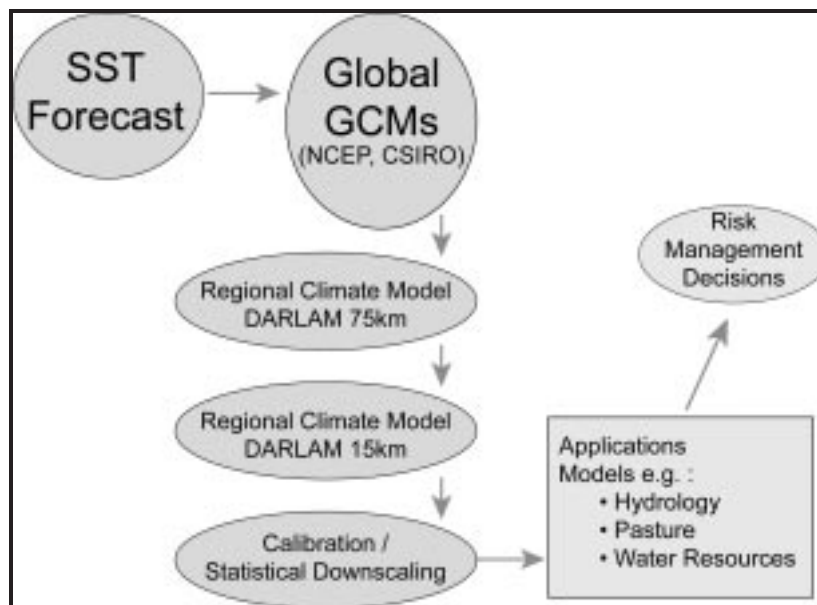 SST
Forecast
Global
GCMs
(NCEP, CSIRO)
Regional Climate Model
DARLAM 75km
Regional Climate Model
DARLAM 15km
Calibration /
Statistical Downscaling
Applications
Models e.g. :
• Hydrology
• Pasture
• Water Resources
Risk
Management
Decisions